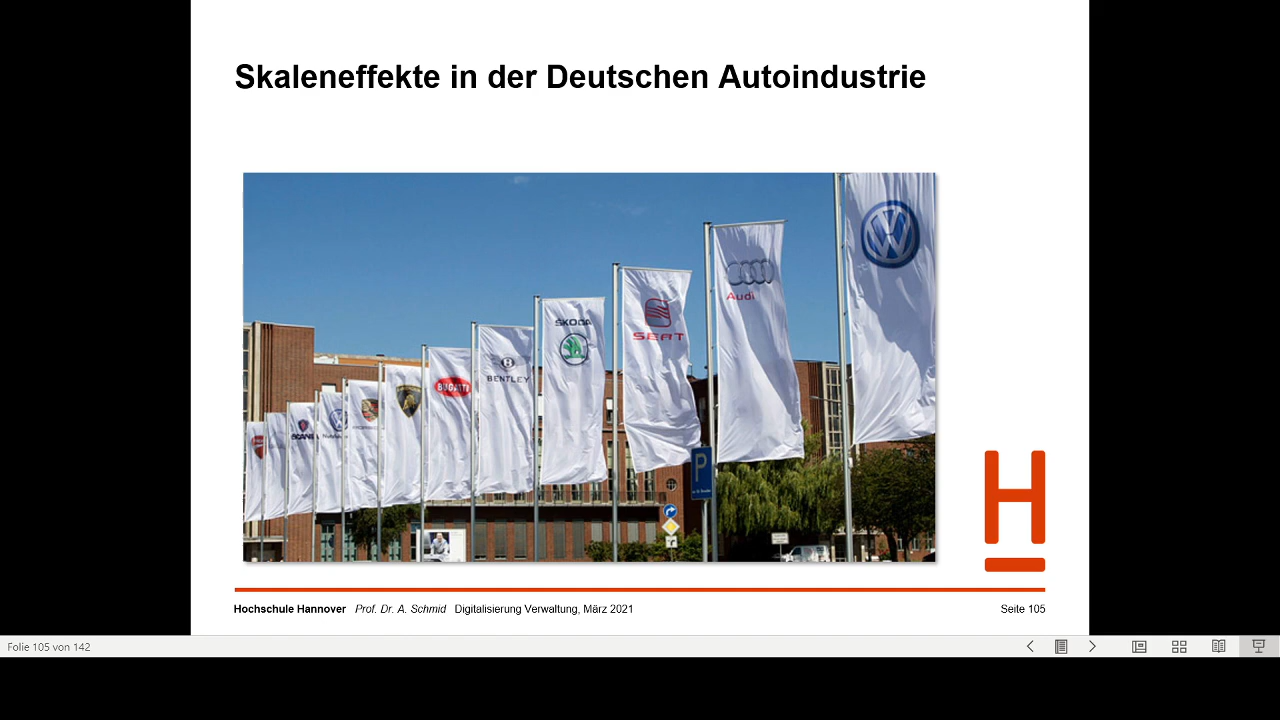 Skaleneffekte in der Deutschen Autoindustrie
Audi
SEAT
ŠKODA
BENTLEY
BUGATTI
SCANIA
P
H
Hochschule Hannover Prof. Dr. A. Schmid Digitalisierung Verwaltung, März 2021
Seite 105
Folie 105 von 142